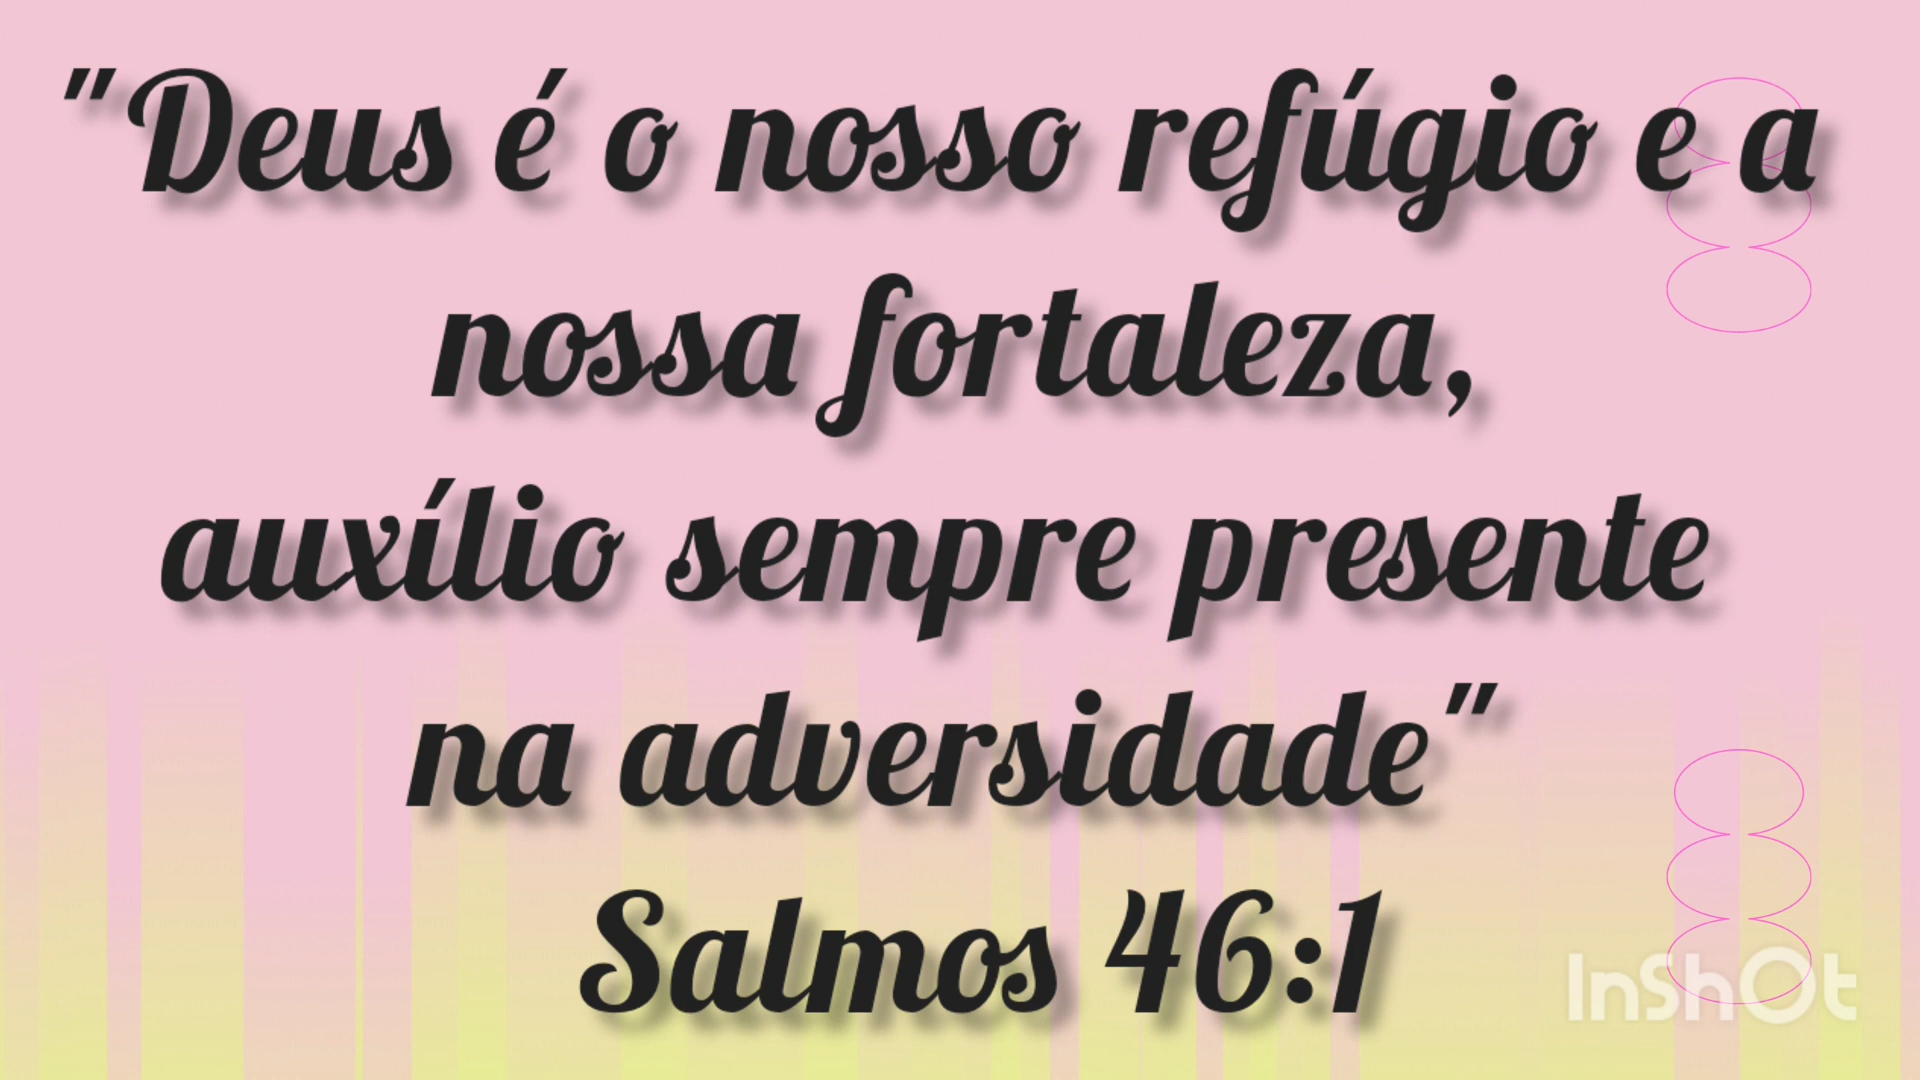 "Deus é o nosso refúgio e a
nossa fortaleza,
auxílio sempre presente
na adversidade"
Salmos 46:1
InShOt